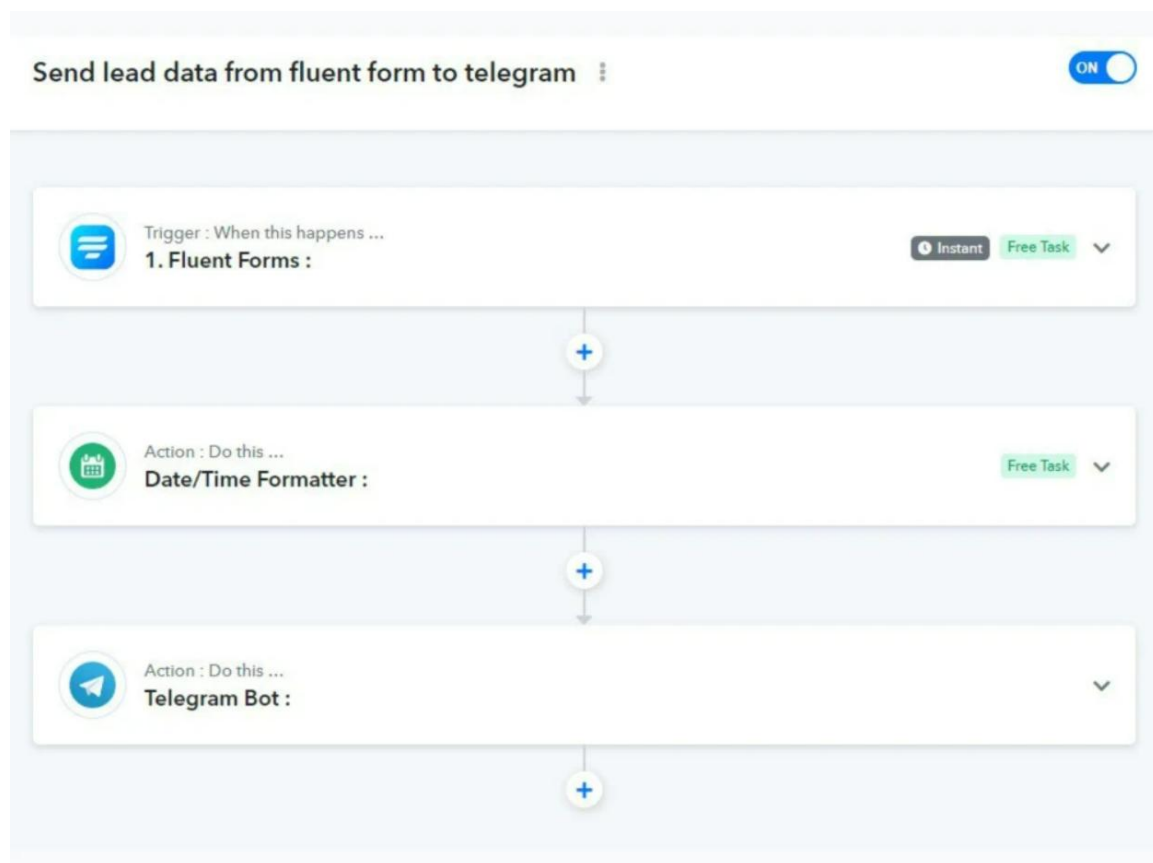 Send lead data from fluent form to telegram
ON
Trigger : When this happens ...
1. Fluent Forms :
Instant
Free Task
Action : Do this ...
Date/Time Formatter :
Free Task
Action : Do this ...
Telegram Bot :